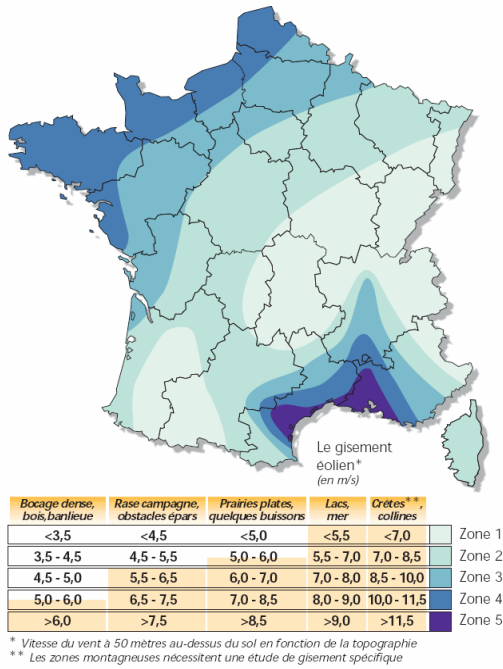 Le gisement
éolien*
(en m/s)
Bocage dense, Rase campagne, Prairies plates, Lacs, Crêtes**,
bois,banlieue obstacles épars quelques buissons mer collines
<3,5 <4,5 <5,0 <5,5 <7,0 Zone 1
3,5 - 4,5 4,5 - 5,5 5,0 - 6,0 5,5 - 7,0 7,0 - 8,5 Zone 2
4,5 - 5,0 5,5 - 6,5 6,0 - 7,0 7,0 - 8,0 8,5 - 10,0 Zone 3
5,0 - 6,0 6,5 - 7,5 7,0 - 8,5 8,0 - 9,0 10,0 - 11,5 Zone 4
>6,0 >7,5 >8,5 >9,0 >11,5 Zone 5
* Vitesse du vent à 50 mètres au-dessus du sol en fonction de la topographie
** Les zones montagneuses nécessitent une étude de gisement spécifique